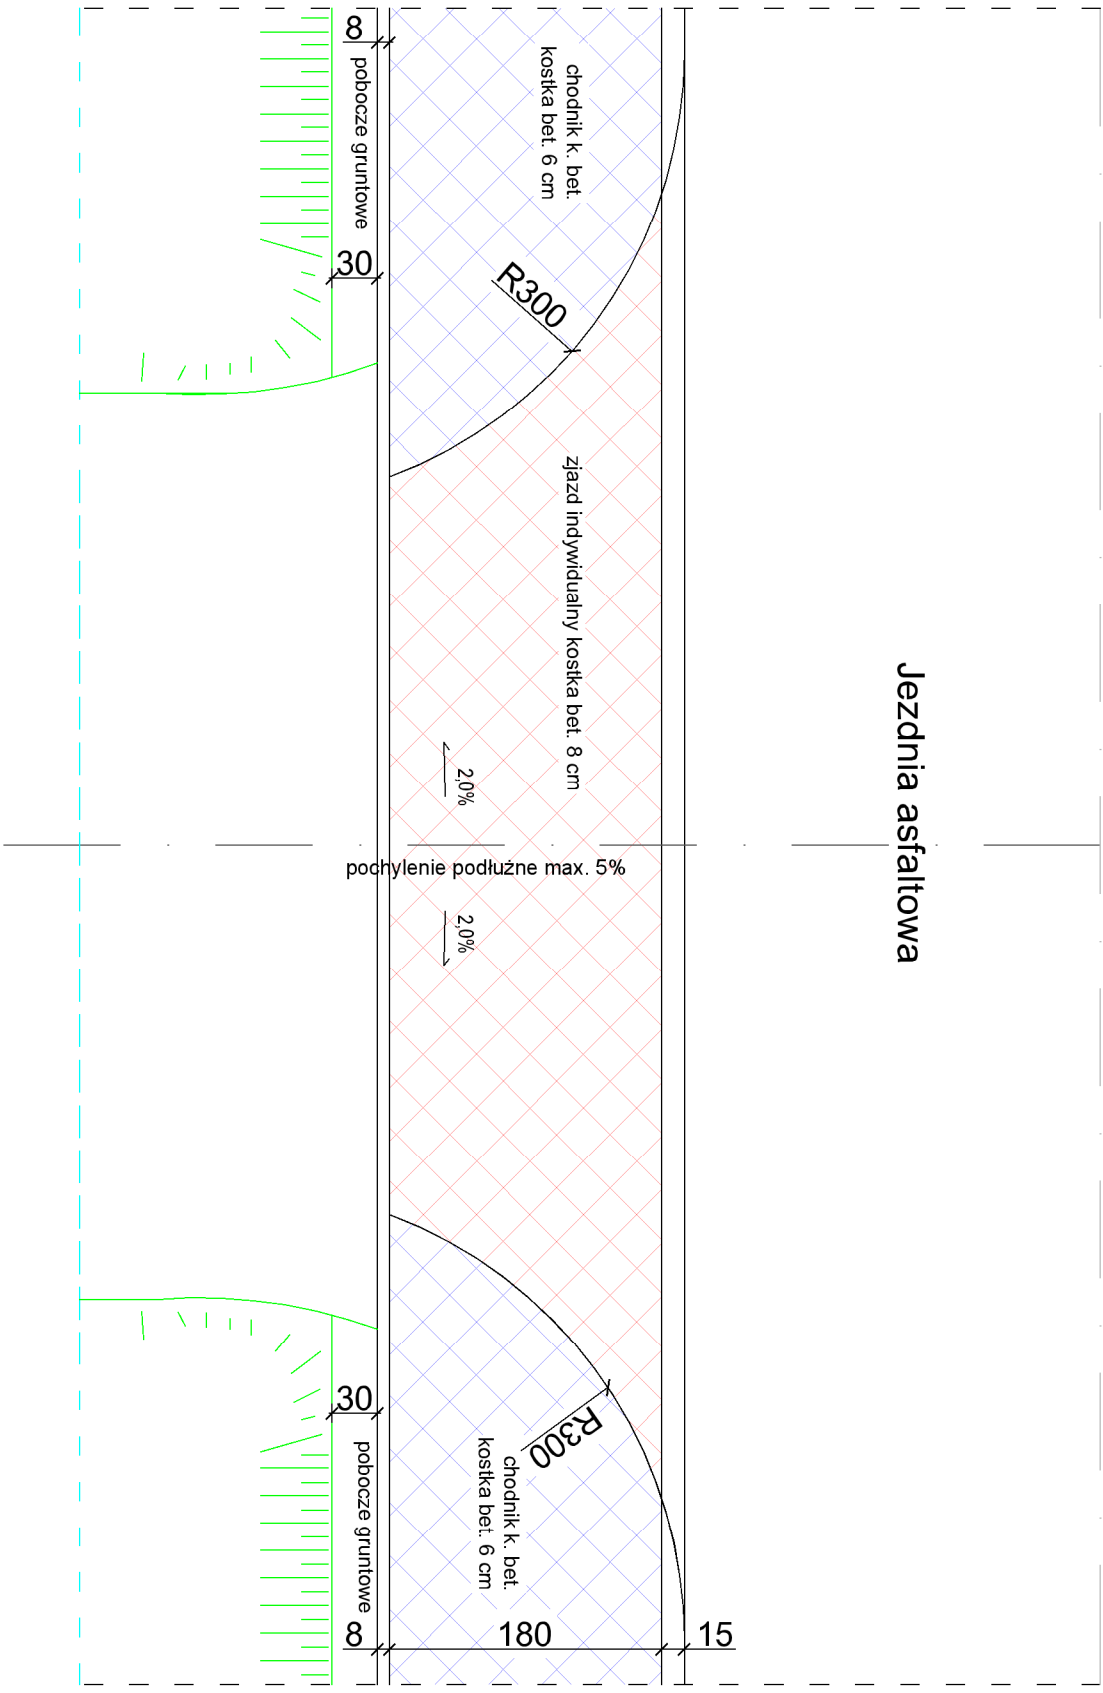 8
pobocze gruntowe
30
chodnik k. bet.
kostka bet. 6 cm
R300
zjazd indywidualny kostka bet. 8 cm
Jezdnia asfaltowa
2,0%
pochylenie podłużne max. 5%
2,0%
30
R300
chodnik k. bet.
kostka bet. 6 cm
pobocze gruntowe
8
180
15